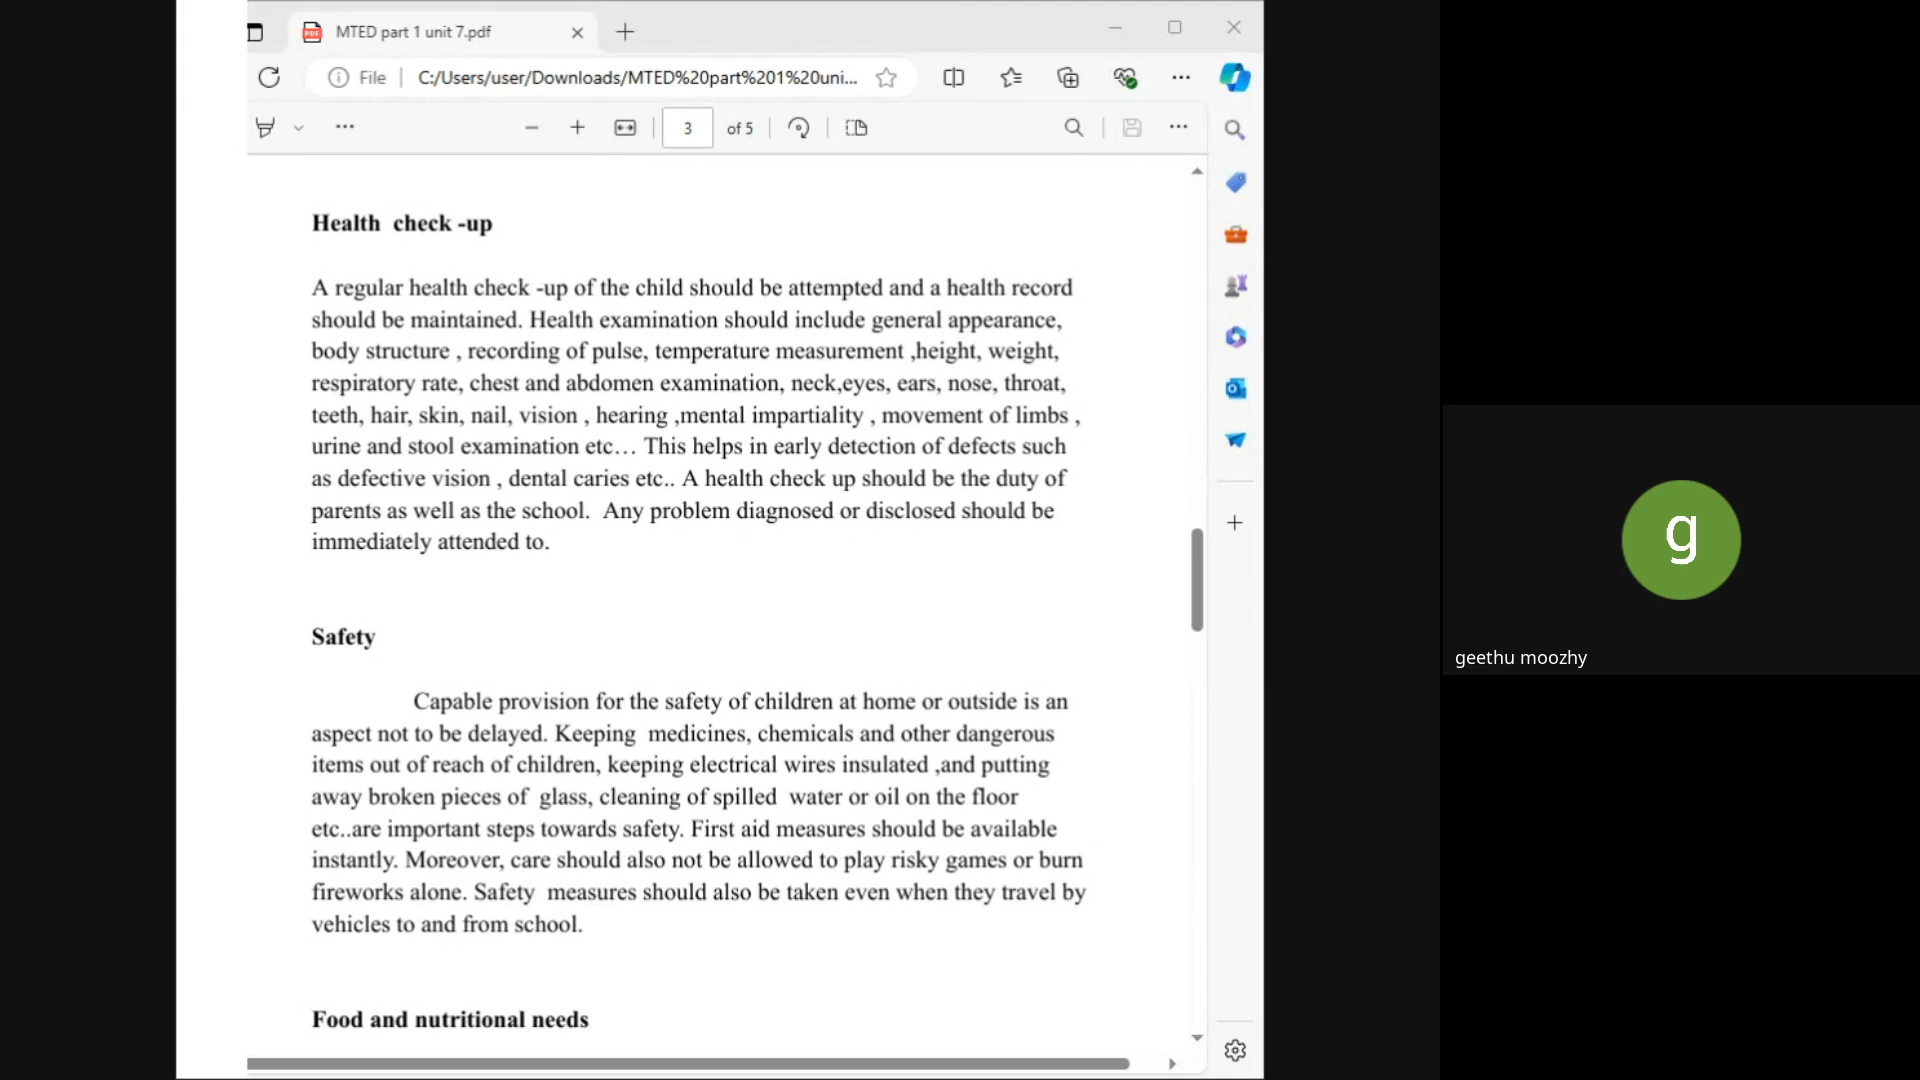 MTED part 1 unit 7.pdf
File
C:/Users/user/Downloads/MTED%20part%201%20uni...
3 of 5
Health check -up
A regular health check -up of the child should be attempted and a health record
should be maintained. Health examination should include general appearance,
body structure , recording of pulse, temperature measurement ,height, weight,
respiratory rate, chest and abdomen examination, neck,eyes, ears, nose, throat,
teeth, hair, skin, nail, vision , hearing ,mental impartiality , movement of limbs ,
urine and stool examination etc… This helps in early detection of defects such
as defective vision , dental caries etc.. A health check up should be the duty of
parents as well as the school. Any problem diagnosed or disclosed should be
immediately attended to.
Safety
Capable provision for the safety of children at home or outside is an
aspect not to be delayed. Keeping medicines, chemicals and other dangerous
items out of reach of children, keeping electrical wires insulated ,and putting
away broken pieces of glass, cleaning of spilled water or oil on the floor
etc..are important steps towards safety. First aid measures should be available
instantly. Moreover, care should also not be allowed to play risky games or burn
fireworks alone. Safety measures should also be taken even when they travel by
vehicles to and from school.
Food and nutritional needs
g
geethu moozhy